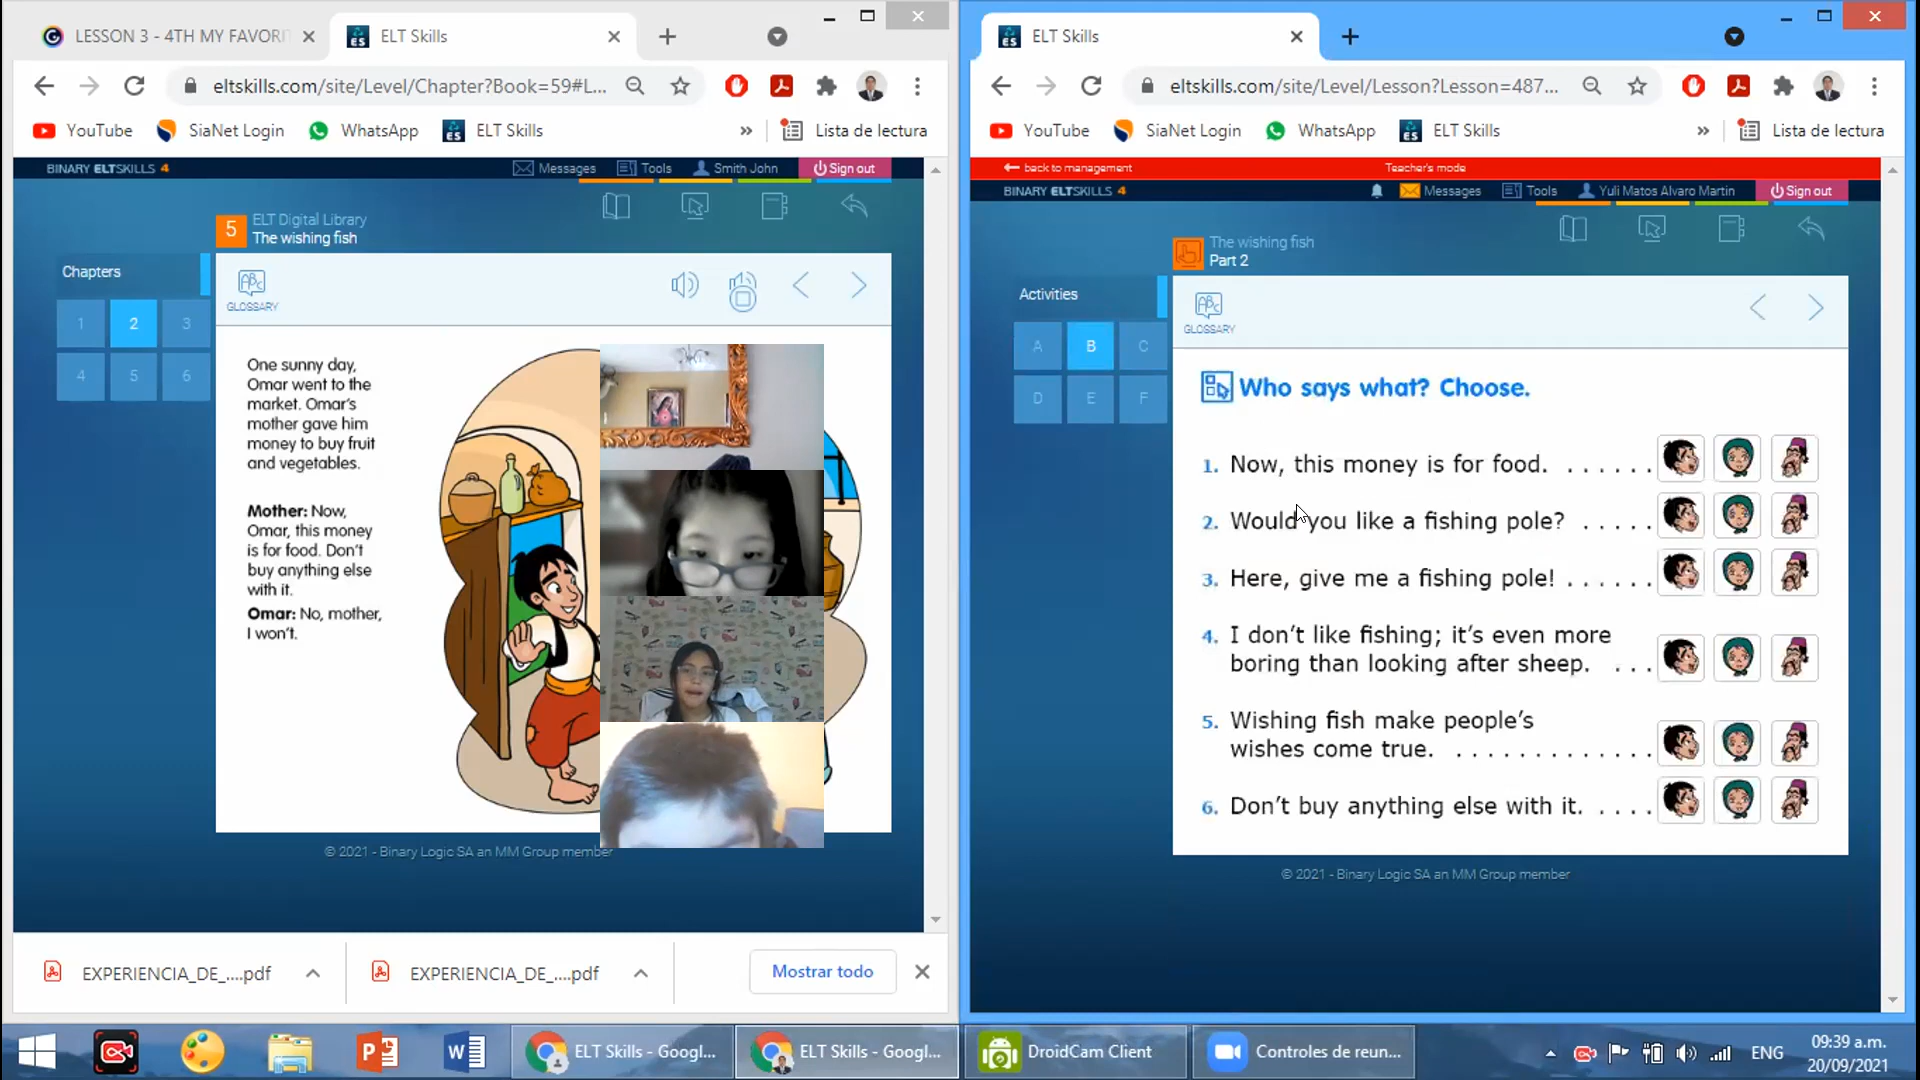 LESSON 3 - 4TH MY FAVORI
ELT Skills
eltskills.com/site/Level/Chapter?Book=59#L...
YouTube
SiaNet Login
WhatsApp
ELT Skills
»
Lista de lectura
BINARY ELTSKILLS 4
Messages
Tools
Smith John
Sign out
5
ELT Digital Library
The wishing fish
Chapters
1
2
3
4
5
6
ABC
GLOSSARY
One sunny day,
Omar went to the
market. Omar's
mother gave him
money to buy fruit
and vegetables.
Mother: Now,
Omar, this money
is for food. Don't
buy anything else
with it.
Omar: No, mother,
I won't.
© 2021 - Binary Logic SA an MM Group member
EXPERIENCIA_DE_....pdf
EXPERIENCIA_DE_....pdf
Mostrar todo
ELT Skills
eltskills.com/site/Level/Lesson?Lesson=487...
YouTube
SiaNet Login
WhatsApp
ELT Skills
»
Lista de lectura
back to management
Teacher's mode
BINARY ELTSKILLS 4
Messages
Tools
Yuli Matos Alvaro Martin
Sign out
The wishing fish
Part 2
Activities
A
B
C
D
E
F
ABC
GLOSSARY
Who says what? Choose.
1. Now, this money is for food. . . . . . .
2. Would you like a fishing pole? . . . . .
3. Here, give me a fishing pole! . . . . . .
4. I don't like fishing; it's even more
boring than looking after sheep. . . .
5. Wishing fish make people's
wishes come true. . . . . . . . . . . . . .
6. Don't buy anything else with it. . . . .
© 2021 - Binary Logic SA an MM Group member
ELT Skills - Googl...
ELT Skills - Googl...
DroidCam Client
Controles de reun...
ENG
09:39 a.m.
20/09/2021